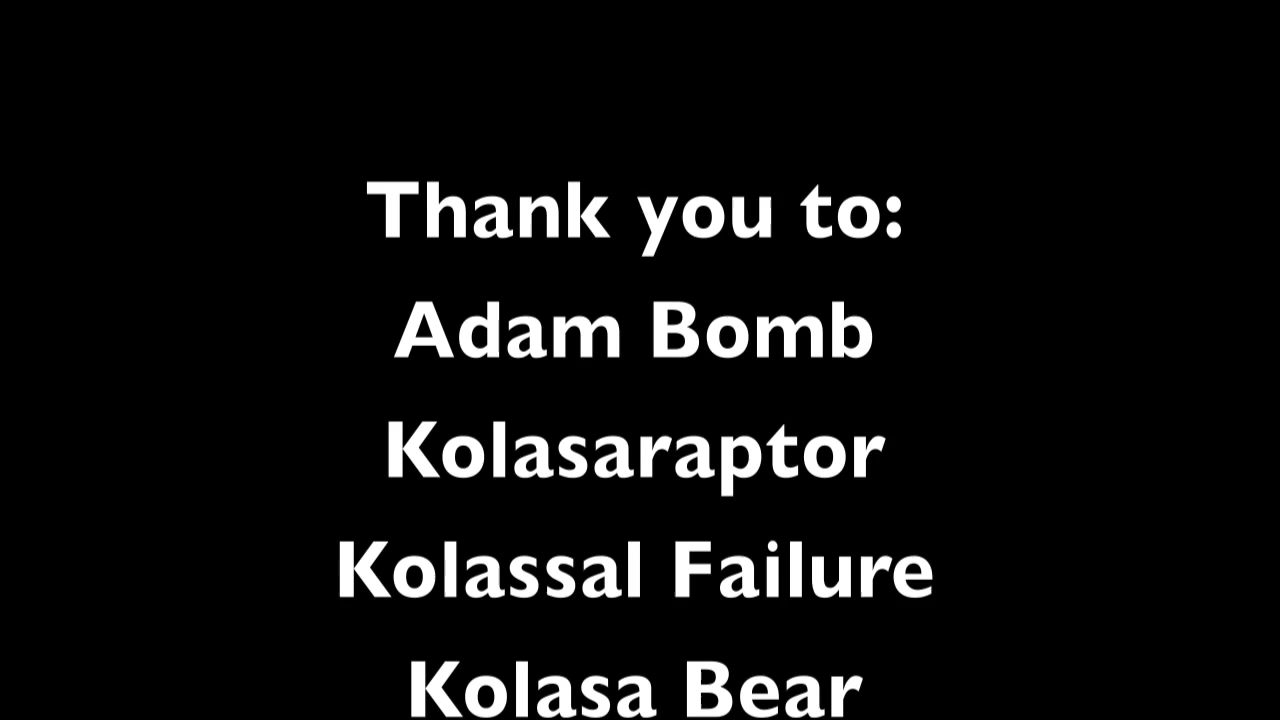 Thank you to:
Adam Bomb
Kolasaraptor
Kolassal Failure
Kolasa Bear